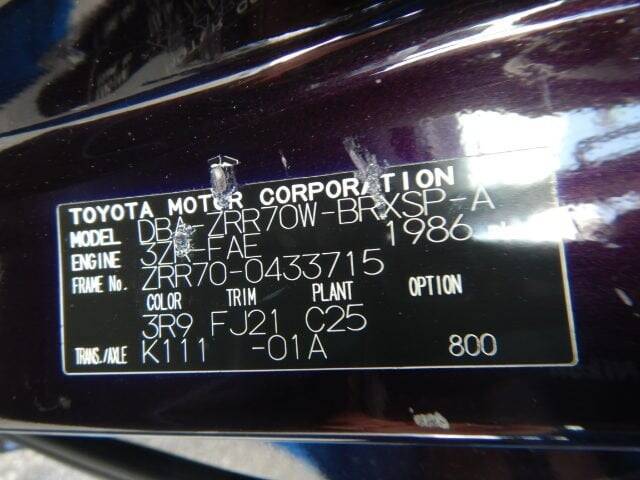 TOYOTA MOTOR CORPORATION
MODEL DBA-ZRR70W-BRXSP-A
ENGINE 3ZR-FAE 1986
FRAME No. ZRR70-0433715
COLOR TRIM PLANT OPTION
3R9 FJ21 C25
TRANS./AXLE K111 -01A 800